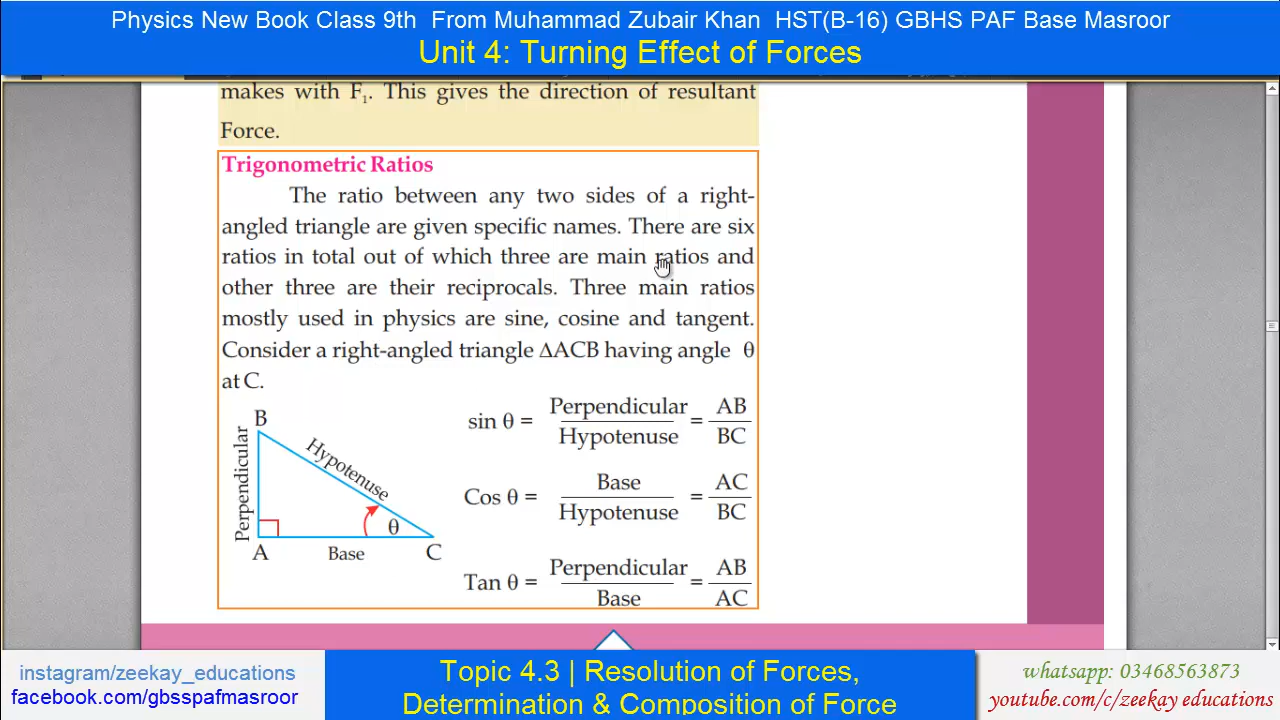 Physics New Book Class 9th From Muhammad Zubair Khan HST(B-16) GBHS PAF Base Masroor
Unit 4: Turning Effect of Forces
makes with F₁. This gives the direction of resultant
Force.
Trigonometric Ratios
The ratio between any two sides of a right-
angled triangle are given specific names. There are six
ratios in total out of which three are main ratios and
other three are their reciprocals. Three main ratios
mostly used in physics are sine, cosine and tangent.
Consider a right-angled triangle ΔACB having angle θ
at C.
B
Perpendicular
Hypotenuse
θ
A
Base
C
sin θ = Perpendicular / Hypotenuse = AB / BC
Cos θ = Base / Hypotenuse = AC / BC
Tan θ = Perpendicular / Base = AB / AC
instagram/zeekay_educations
facebook.com/gbsspafmasroor
Topic 4.3 | Resolution of Forces,
Determination & Composition of Force
whatsapp: 03468563873
youtube.com/c/zeekay educations